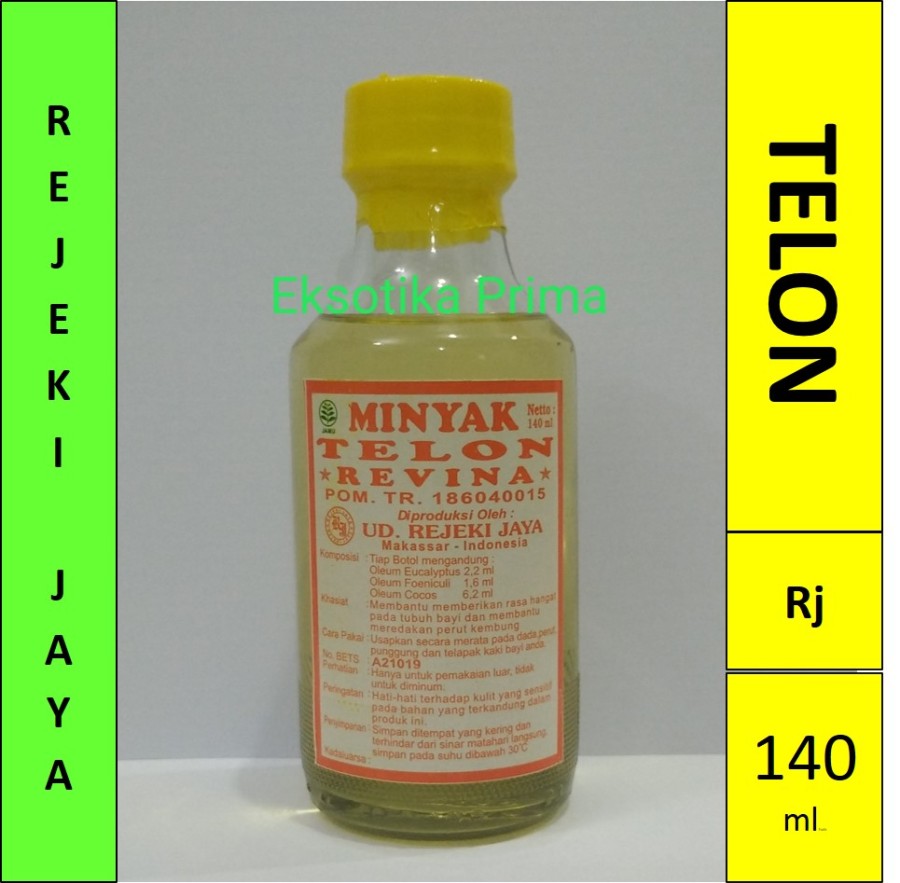 REJEKI JAYA
TELON
Rj
140
ml
Eksotika Prima
JAMU
MINYAK
Netto :
140 ml
TELON
REVINA
POM. TR. 186040015
Diproduksi Oleh :
UD. REJEKI JAYA
Makassar - Indonesia
Komposisi : Tiap Botol mengandung :
Oleum Eucalyptus 2,2 ml
Oleum Foeniculi 1,6 ml
Oleum Cocos 6,2 ml
Khasiat : Membantu memberikan rasa hangat
pada tubuh bayi dan membantu
meredakan perut kembung
Cara Pakai : Usapkan secara merata pada dada,perut
punggung dan telapak kaki bayi anda.
No. BETS A21019
Perhatian : Hanya untuk pemakaian luar, tidak
untuk diminum.
Peringatan : Hati-hati terhadap kulit yang sensitif
pada bahan yang terkandung dalam
produk ini.
Penyimpanan : Simpan ditempat yang kering dan
terhindar dari sinar matahari langsung,
simpan pada suhu dibawah 30°C
Kadaluarsa :